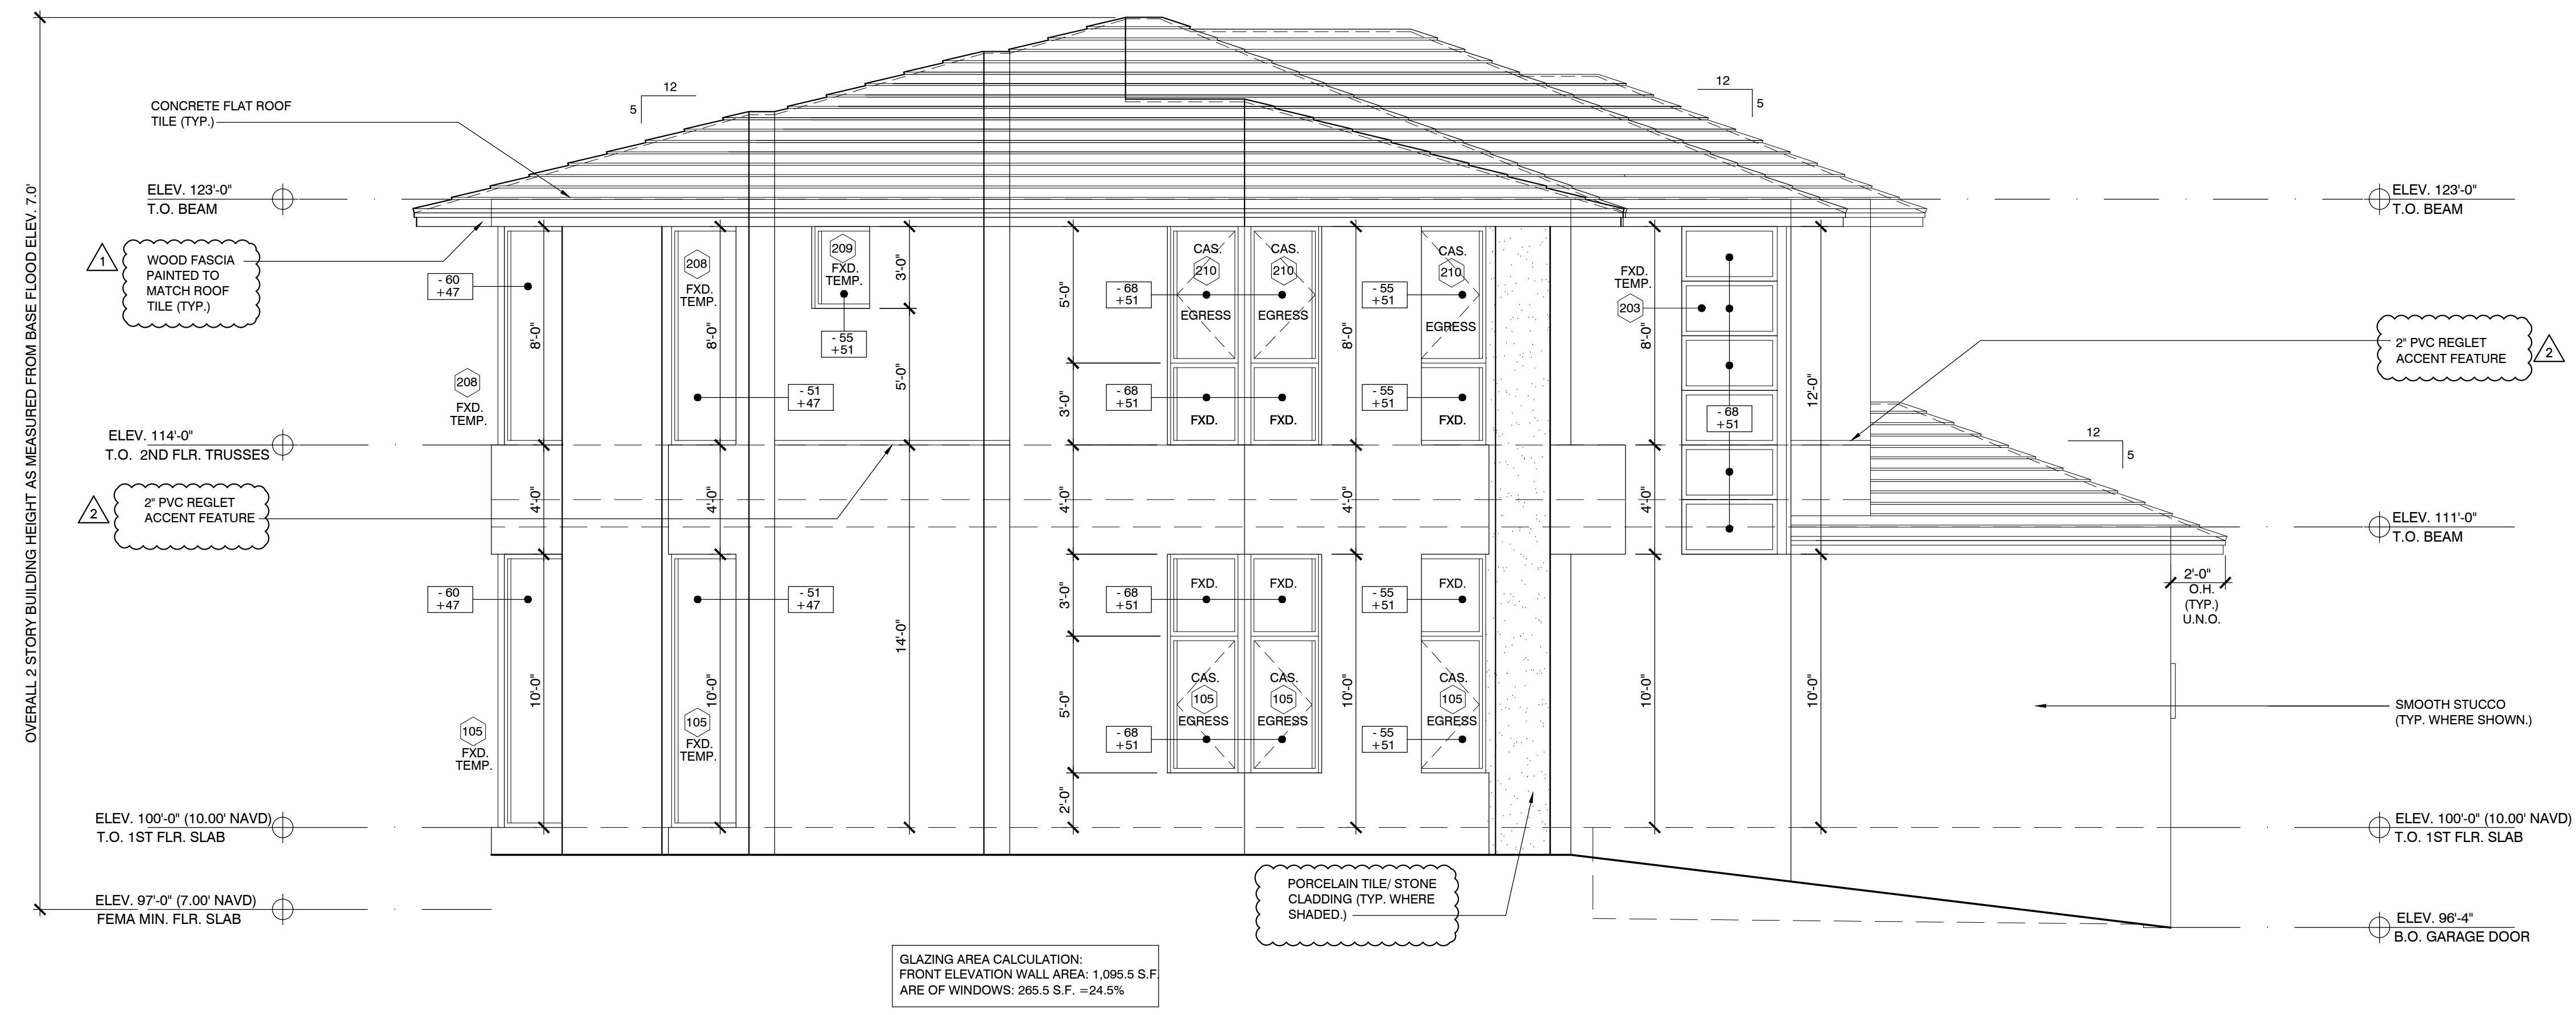 OVERALL 2 STORY BUILDING HEIGHT AS MEASURED FROM BASE FLOOD ELEV. 7.0'
CONCRETE FLAT ROOF
TILE (TYP.)
ELEV. 123'-0"
T.O. BEAM
1
WOOD FASCIA
PAINTED TO
MATCH ROOF
TILE (TYP.)
ELEV. 114'-0"
T.O. 2ND FLR. TRUSSES
2
2" PVC REGLET
ACCENT FEATURE
ELEV. 100'-0" (10.00' NAVD)
T.O. 1ST FLR. SLAB
ELEV. 97'-0" (7.00' NAVD)
FEMA MIN. FLR. SLAB
12
5
- 60
+47
208
FXD.
TEMP.
8'-0"
4'-0"
- 60
+47
105
FXD.
TEMP.
10'-0"
208
FXD.
TEMP.
8'-0"
- 51
+47
4'-0"
- 51
+47
105
FXD.
TEMP.
10'-0"
209
FXD.
TEMP.
- 55
+51
3'-0"
5'-0"
14'-0"
5'-0"
3'-0"
4'-0"
3'-0"
5'-0"
2'-0"
CAS.
210
EGRESS
CAS.
210
EGRESS
- 68
+51
- 68
+51
FXD.
FXD.
- 68
+51
FXD.
FXD.
CAS.
105
EGRESS
CAS.
105
EGRESS
- 68
+51
8'-0"
4'-0"
10'-0"
- 55
+51
CAS.
210
EGRESS
- 55
+51
FXD.
- 55
+51
FXD.
CAS.
105
EGRESS
- 55
+51
FXD.
TEMP.
203
8'-0"
4'-0"
10'-0"
- 68
+51
12'-0"
10'-0"
12
5
12
5
ELEV. 123'-0"
T.O. BEAM
2" PVC REGLET
ACCENT FEATURE
2
ELEV. 111'-0"
T.O. BEAM
2'-0"
O.H.
(TYP.)
U.N.O.
SMOOTH STUCCO
(TYP. WHERE SHOWN.)
ELEV. 100'-0" (10.00' NAVD)
T.O. 1ST FLR. SLAB
ELEV. 96'-4"
B.O. GARAGE DOOR
PORCELAIN TILE/ STONE
CLADDING (TYP. WHERE
SHADED.)
GLAZING AREA CALCULATION:
FRONT ELEVATION WALL AREA: 1,095.5 S.F.
ARE OF WINDOWS: 265.5 S.F. =24.5%